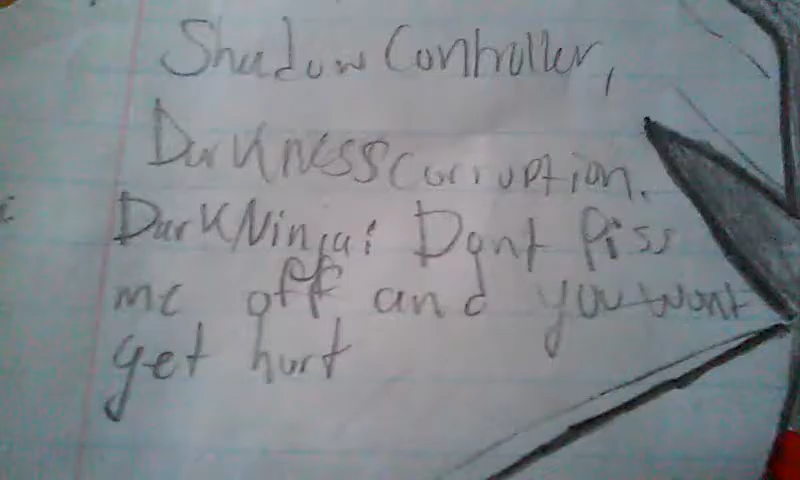 Shadow Controller,
Darkness corruption.
Dark Ninja: Dont Piss
me off and you wont
get hurt